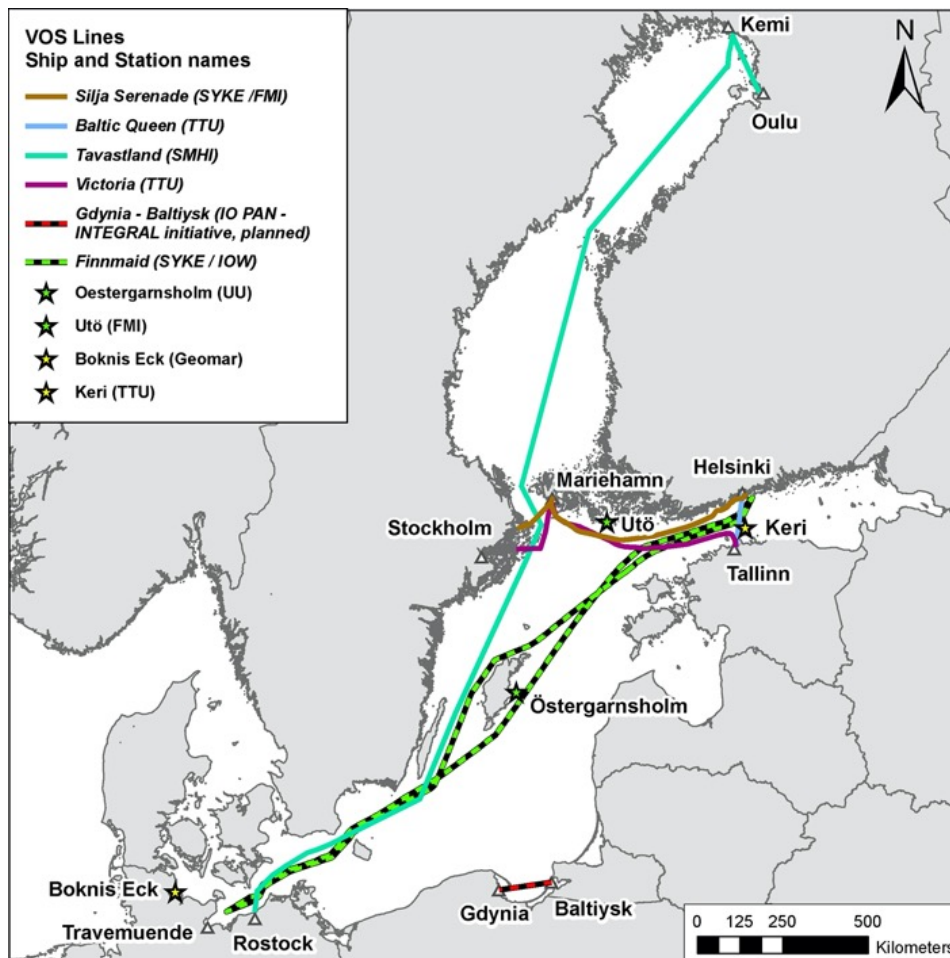 VOS Lines
Ship and Station names
Silja Serenade (SYKE /FMI)
Baltic Queen (TTU)
Tavastland (SMHI)
Victoria (TTU)
Gdynia - Baltiysk (IO PAN -
INTEGRAL initiative, planned)
Finnmaid (SYKE / IOW)
Oestergarnsholm (UU)
Utö (FMI)
Boknis Eck (Geomar)
Keri (TTU)
Kemi
N
Oulu
Helsinki
Mariehamn
Stockholm
Utö
Keri
Tallinn
Östergarnsholm
Boknis Eck
Gdynia
Baltiysk
Travemuende
Rostock
0 125 250 500
Kilometers